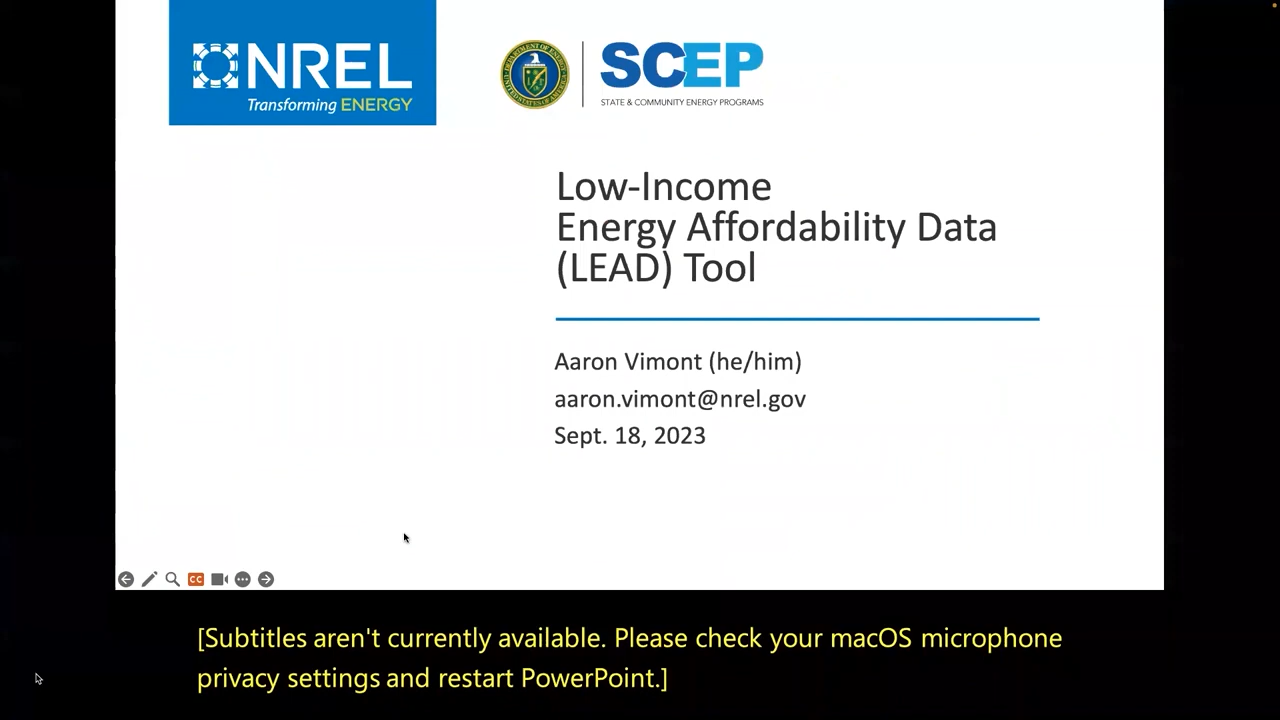 NREL
Transforming ENERGY
SCEP
STATE & COMMUNITY ENERGY PROGRAMS
Low-Income
Energy Affordability Data
(LEAD) Tool
Aaron Vimont (he/him)
aaron.vimont@nrel.gov
Sept. 18, 2023
CC
[Subtitles aren't currently available. Please check your macOS microphone
privacy settings and restart PowerPoint.]